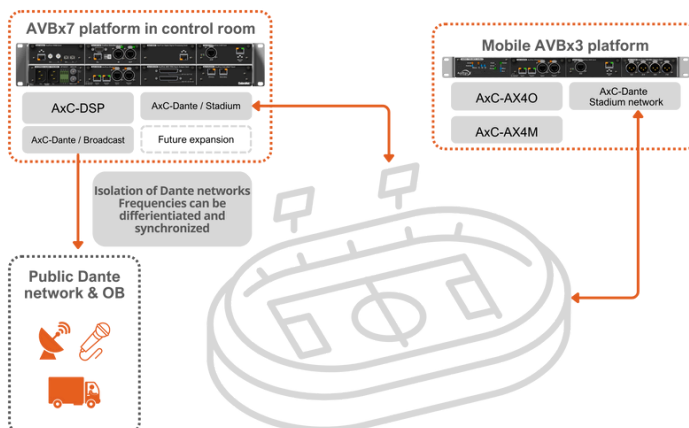 AVBx7 platform in control room
AxC-DSP
AxC-Dante / Stadium
AxC-Dante / Broadcast
Future expansion
Mobile AVBx3 platform
AxC-AX4O
AxC-Dante
Stadium network
AxC-AX4M
Isolation of Dante networks
Frequencies can be
differientiated and
synchronized
Public Dante
network & OB